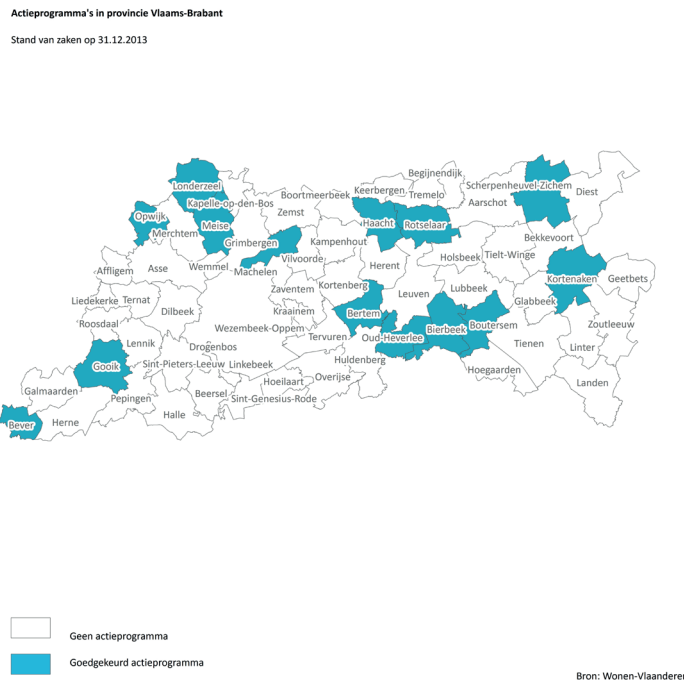 Actieprogramma's in provincie Vlaams-Brabant
Stand van zaken op 31.12.2013
Begijnendijk
Londerzeel
Keerbergen
Tremelo
Scherpenheuvel-Zichem
Diest
Boortmeerbeek
Kapelle-op-den-Bos
Aarschot
Opwijk
Zemst
Meise
Haacht
Rotselaar
Merchtem
Bekkevoort
Grimbergen
Kampenhout
Holsbeek
Tielt-Winge
Vilvoorde
Affligem
Asse
Wemmel
Machelen
Herent
Kortenaken
Geetbets
Zaventem
Kortenberg
Leuven
Lubbeek
Liedekerke
Ternat
Dilbeek
Kraainem
Bertem
Glabbeek
Roosdaal
Wezembeek-Oppem
Bierbeek
Boutersem
Zoutleeuw
Lennik
Drogenbos
Tervuren
Oud-Heverlee
Tienen
Linter
Gooik
Sint-Pieters-Leeuw
Linkebeek
Huldenberg
Hoegaarden
Hoeilaart
Overijse
Landen
Galmaarden
Pepingen
Beersel
Sint-Genesius-Rode
Bever
Herne
Halle
Geen actieprogramma
Goedgekeurd actieprogramma
Bron: Wonen-Vlaanderen